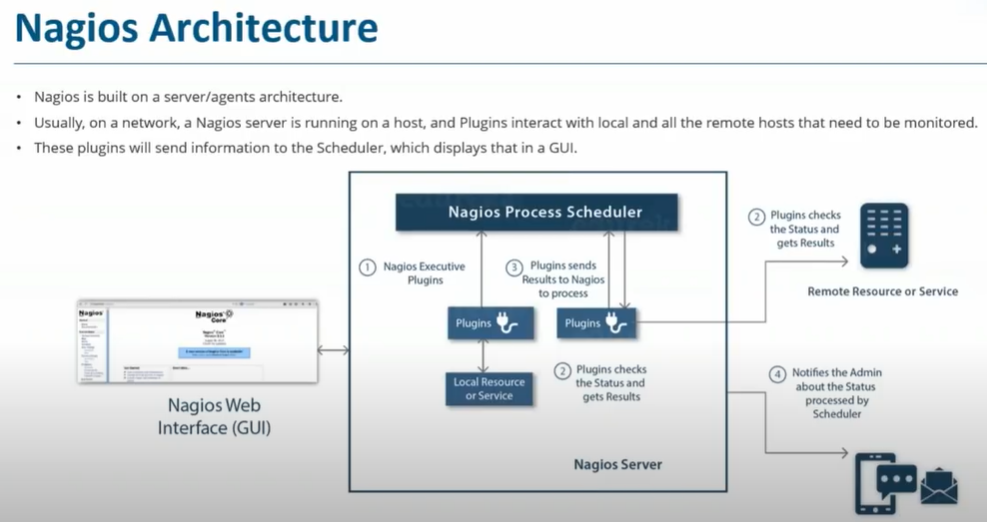 Nagios Architecture
• Nagios is built on a server/agents architecture.
• Usually, on a network, a Nagios server is running on a host, and Plugins interact with local and all the remote hosts that need to be monitored.
• These plugins will send information to the Scheduler, which displays that in a GUI.
Nagios Process Scheduler
1 Nagios Executive
Plugins
3 Plugins sends
Results to Nagios
to process
2 Plugins checks
the Status and
gets Results
Remote Resource or Service
Plugins
Plugins
Local Resource
or Service
2 Plugins checks
the Status and
gets Results
4 Notifies the Admin
about the Status
processed by
Scheduler
Nagios Server
Nagios
Nagios
Core
Nagios Web
Interface (GUI)